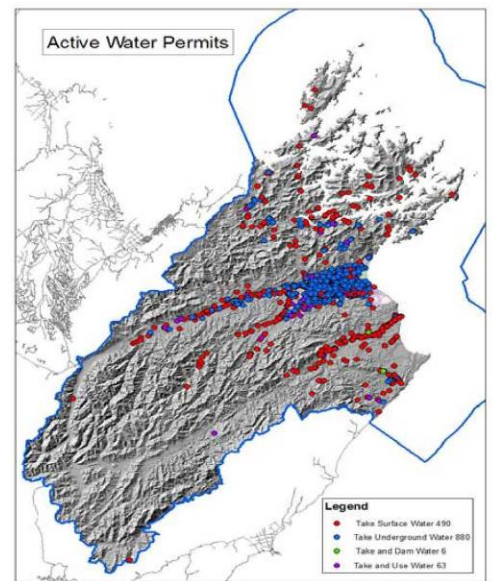 Active Water Permits
Legend
Take Surface Water 490
Take Underground Water 880
Take and Dam Water 6
Take and Use Water 63